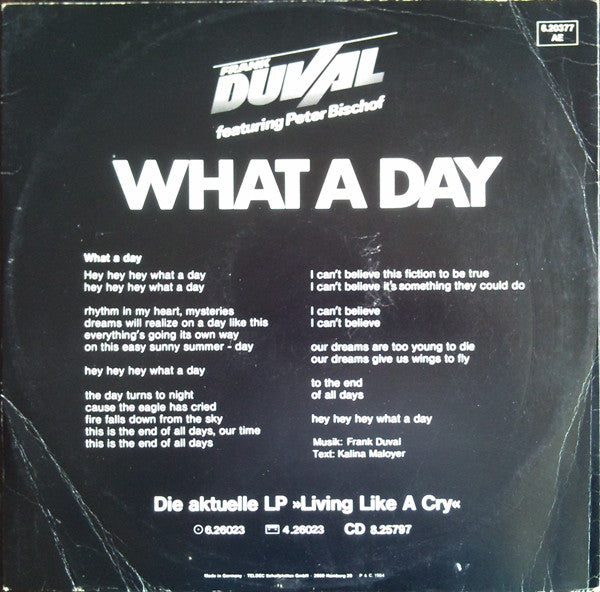 6.20377
AE
FRANK
DUVAL
featuring Peter Bischof
WHAT A DAY
What a day
Hey hey hey what a day
hey hey hey what a day
rhythm in my heart, mysteries
dreams will realize on a day like this
everything's going its own way
on this easy sunny summer - day
hey hey hey what a day
the day turns to night
cause the eagle has cried
fire falls down from the sky
this is the end of all days, our time
this is the end of all days
I can't believe this fiction to be true
I can't believe it's something they could do
I can't believe
I can't believe
our dreams are too young to die
our dreams give us wings to fly
to the end
of all days
hey hey hey what a day
Musik: Frank Duval
Text: Kalina Maloyer
Die aktuelle LP »Living Like A Cry«
6.26023 4.26023 CD 8.25797
Made in Germany - TELDEC Schallplatten GmbH - 2000 Hamburg 20 P & C 1984